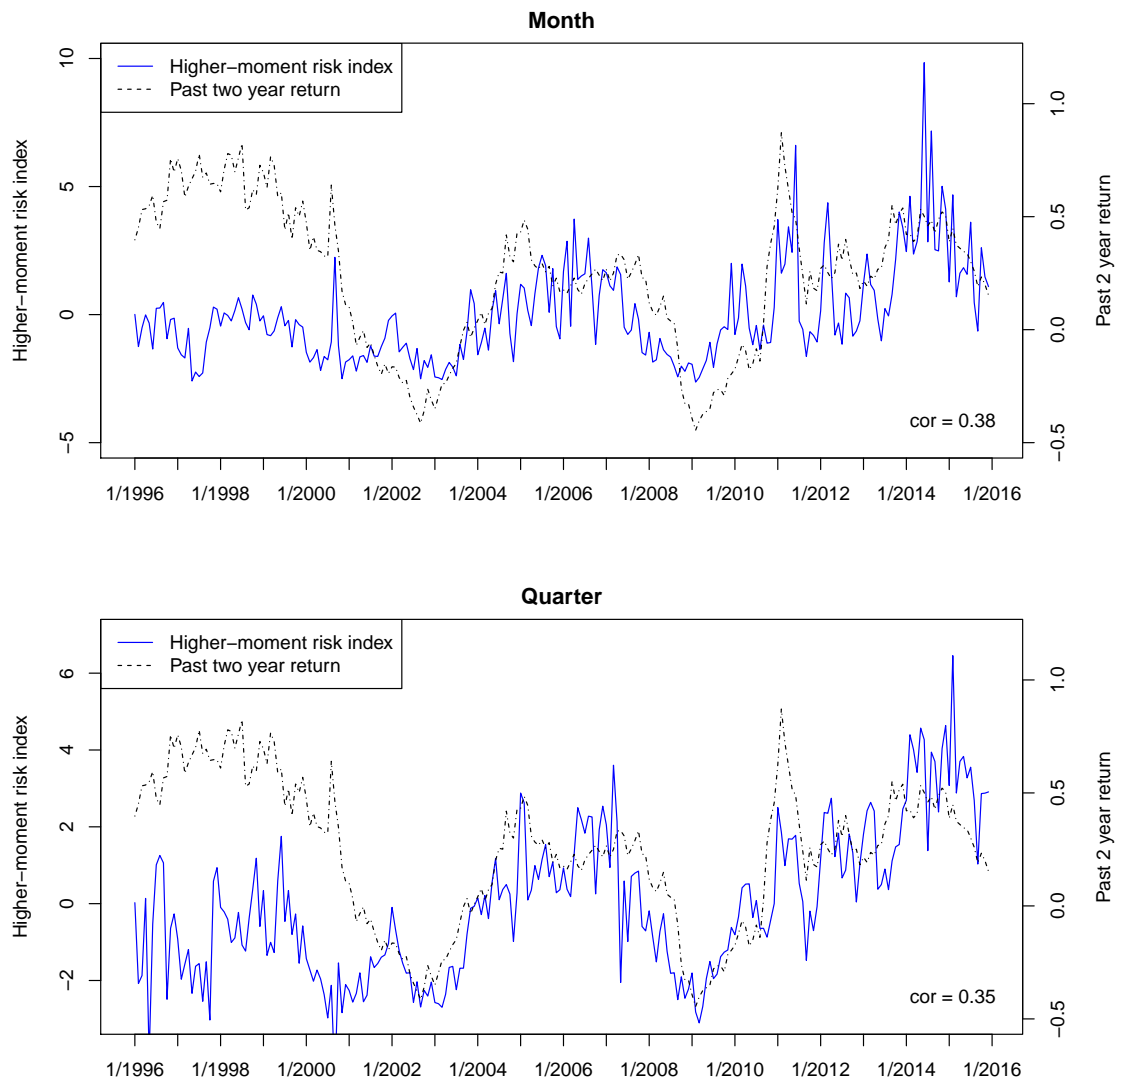 Month
Higher−moment risk index
Past two year return
10
5
0
−5
Higher−moment risk index
1.0
0.5
0.0
−0.5
Past 2 year return
cor = 0.38
1/1996 1/1998 1/2000 1/2002 1/2004 1/2006 1/2008 1/2010 1/2012 1/2014 1/2016
Quarter
Higher−moment risk index
Past two year return
6
4
2
0
−2
Higher−moment risk index
1.0
0.5
0.0
−0.5
Past 2 year return
cor = 0.35
1/1996 1/1998 1/2000 1/2002 1/2004 1/2006 1/2008 1/2010 1/2012 1/2014 1/2016